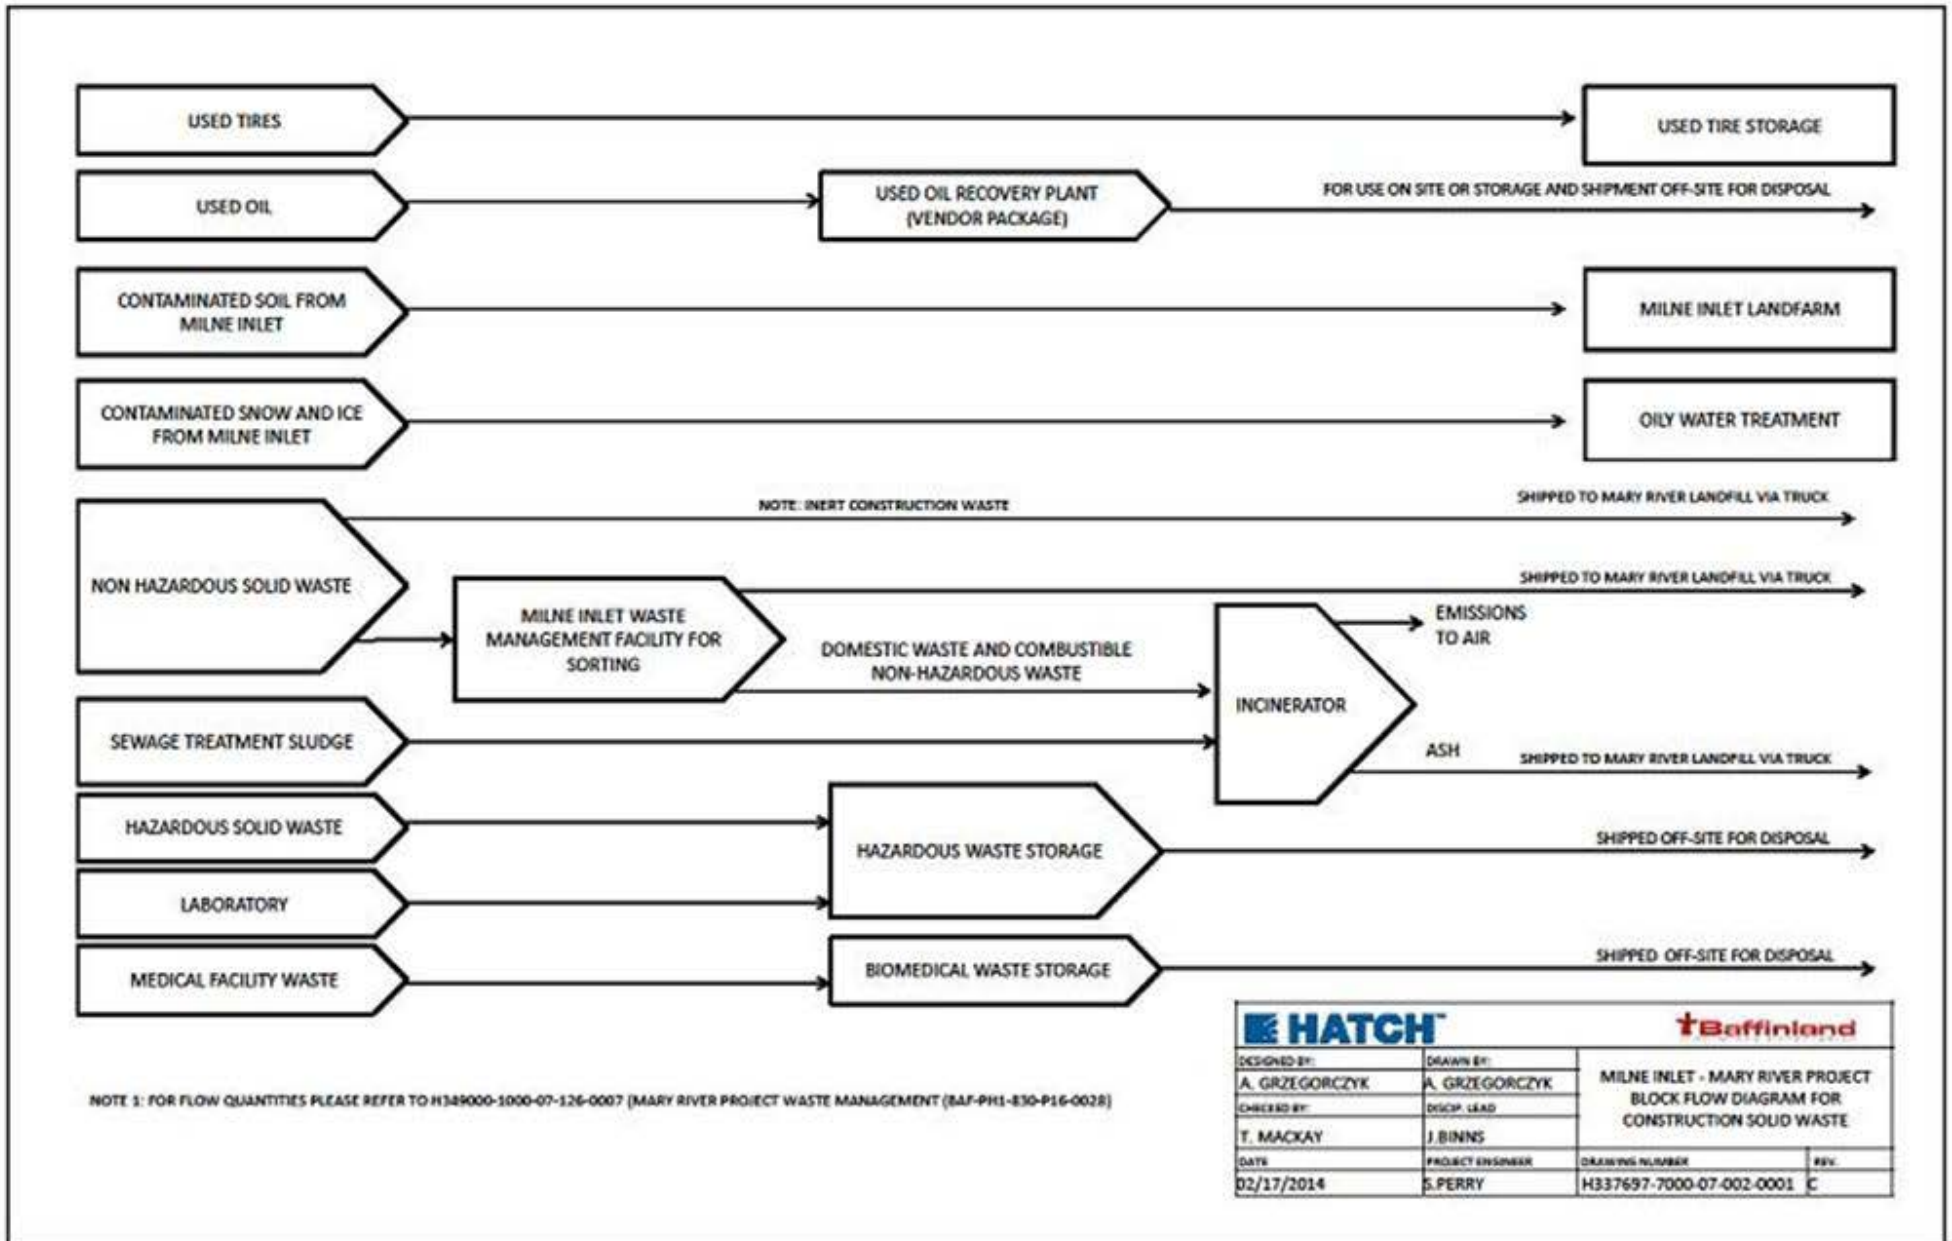 USED TIRES
USED TIRE STORAGE
USED OIL
USED OIL RECOVERY PLANT
(VENDOR PACKAGE)
FOR USE ON SITE OR STORAGE AND SHIPMENT OFF-SITE FOR DISPOSAL
CONTAMINATED SOIL FROM
MILNE INLET
MILNE INLET LANDFARM
CONTAMINATED SNOW AND ICE
FROM MILNE INLET
OILY WATER TREATMENT
NON HAZARDOUS SOLID WASTE
NOTE: INERT CONSTRUCTION WASTE
SHIPPED TO MARY RIVER LANDFILL VIA TRUCK
MILNE INLET WASTE
MANAGEMENT FACILITY FOR
SORTING
SHIPPED TO MARY RIVER LANDFILL VIA TRUCK
DOMESTIC WASTE AND COMBUSTIBLE
NON-HAZARDOUS WASTE
INCINERATOR
EMISSIONS
TO AIR
SEWAGE TREATMENT SLUDGE
ASH
SHIPPED TO MARY RIVER LANDFILL VIA TRUCK
HAZARDOUS SOLID WASTE
LABORATORY
HAZARDOUS WASTE STORAGE
SHIPPED OFF-SITE FOR DISPOSAL
MEDICAL FACILITY WASTE
BIOMEDICAL WASTE STORAGE
SHIPPED OFF-SITE FOR DISPOSAL
NOTE 1: FOR FLOW QUANTITIES PLEASE REFER TO H349000-1000-07-126-0007 (MARY RIVER PROJECT WASTE MANAGEMENT (BAF-PH1-830-P16-0028)
HATCH™
Baffinland
DESIGNED BY:
A. GRZEGORCZYK
DRAWN BY:
A. GRZEGORCZYK
CHECKED BY:
T. MACKAY
DISCIP. LEAD
J.BINNS
MILNE INLET - MARY RIVER PROJECT
BLOCK FLOW DIAGRAM FOR
CONSTRUCTION SOLID WASTE
DATE
02/17/2014
PROJECT ENGINEER
S.PERRY
DRAWING NUMBER
H337697-7000-07-002-0001
REV.
C